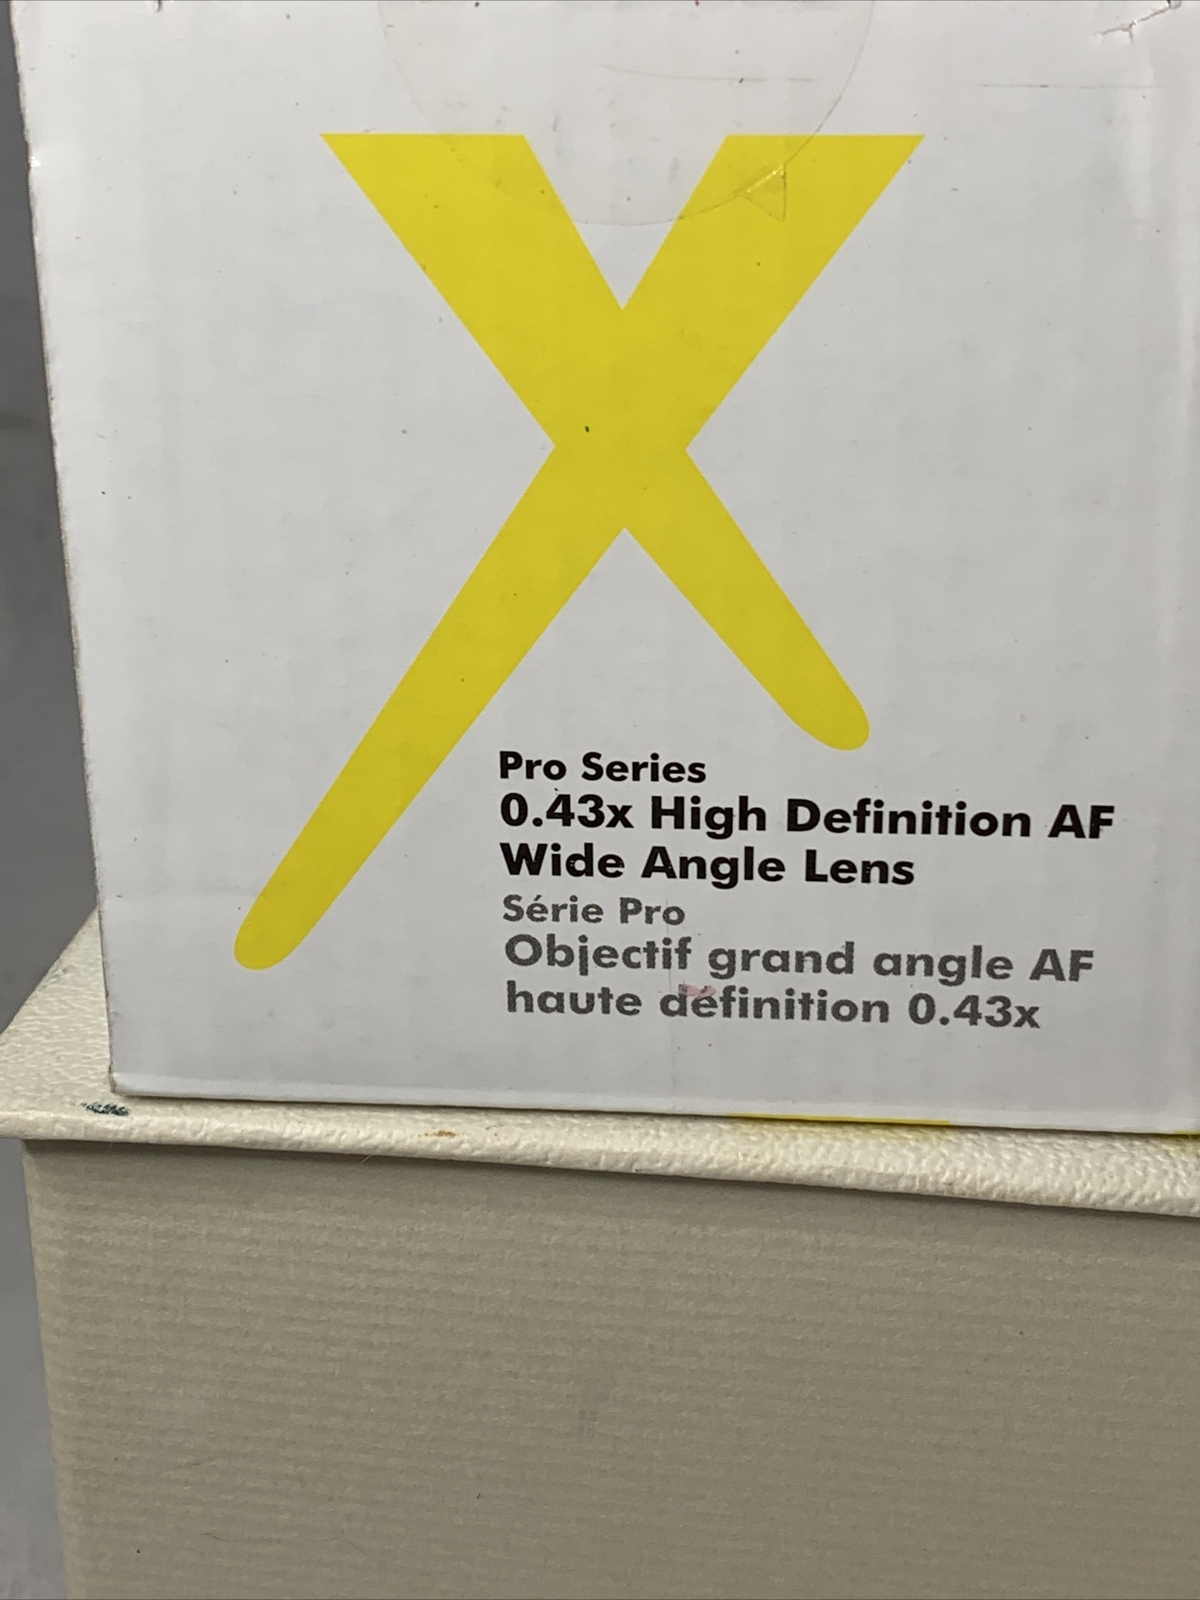 X
Pro Series
0.43x High Definition AF
Wide Angle Lens
Série Pro
Objectif grand angle AF
haute définition 0.43x